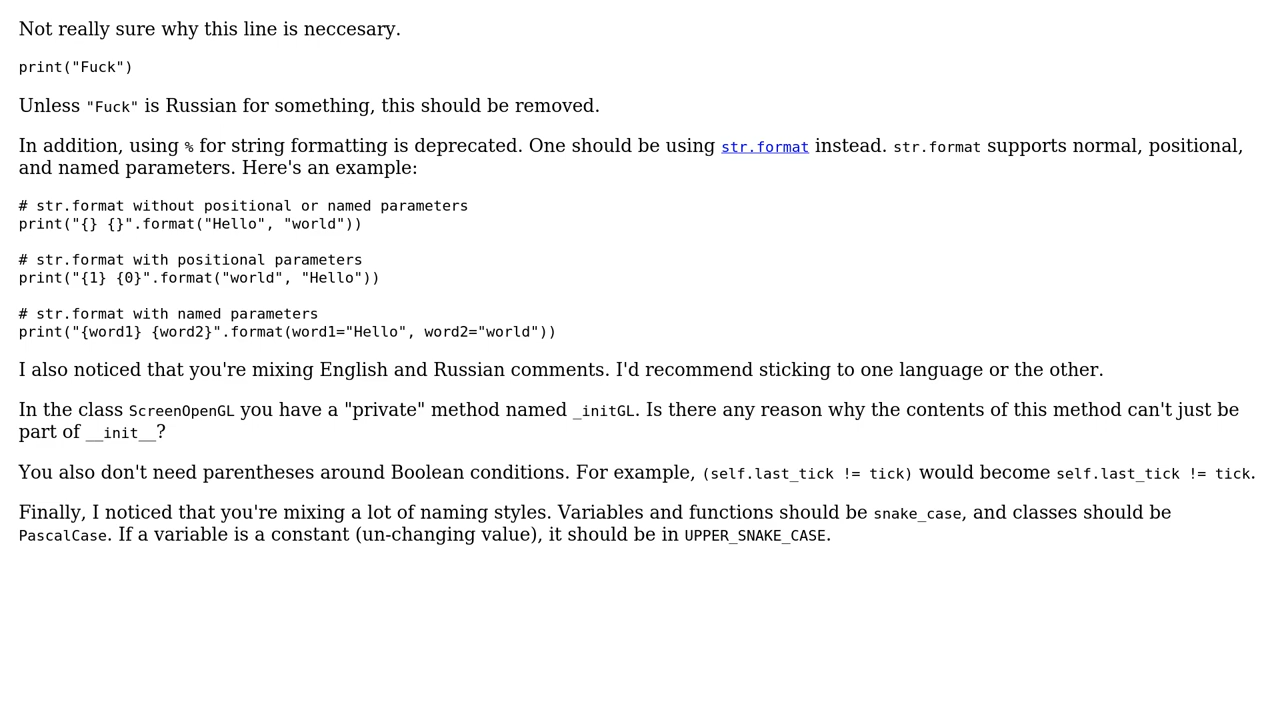 Not really sure why this line is neccesary.
print("Fuck")
Unless "Fuck" is Russian for something, this should be removed.
In addition, using % for string formatting is deprecated. One should be using str.format instead. str.format supports normal, positional,
and named parameters. Here's an example:
# str.format without positional or named parameters
print("{} {}".format("Hello", "world"))
# str.format with positional parameters
print("{1} {0}".format("world", "Hello"))
# str.format with named parameters
print("{word1} {word2}".format(word1="Hello", word2="world"))
I also noticed that you're mixing English and Russian comments. I'd recommend sticking to one language or the other.
In the class ScreenOpenGL you have a "private" method named _initGL. Is there any reason why the contents of this method can't just be
part of __init__?
You also don't need parentheses around Boolean conditions. For example, (self.last_tick != tick) would become self.last_tick != tick.
Finally, I noticed that you're mixing a lot of naming styles. Variables and functions should be snake_case, and classes should be
PascalCase. If a variable is a constant (un-changing value), it should be in UPPER_SNAKE_CASE.